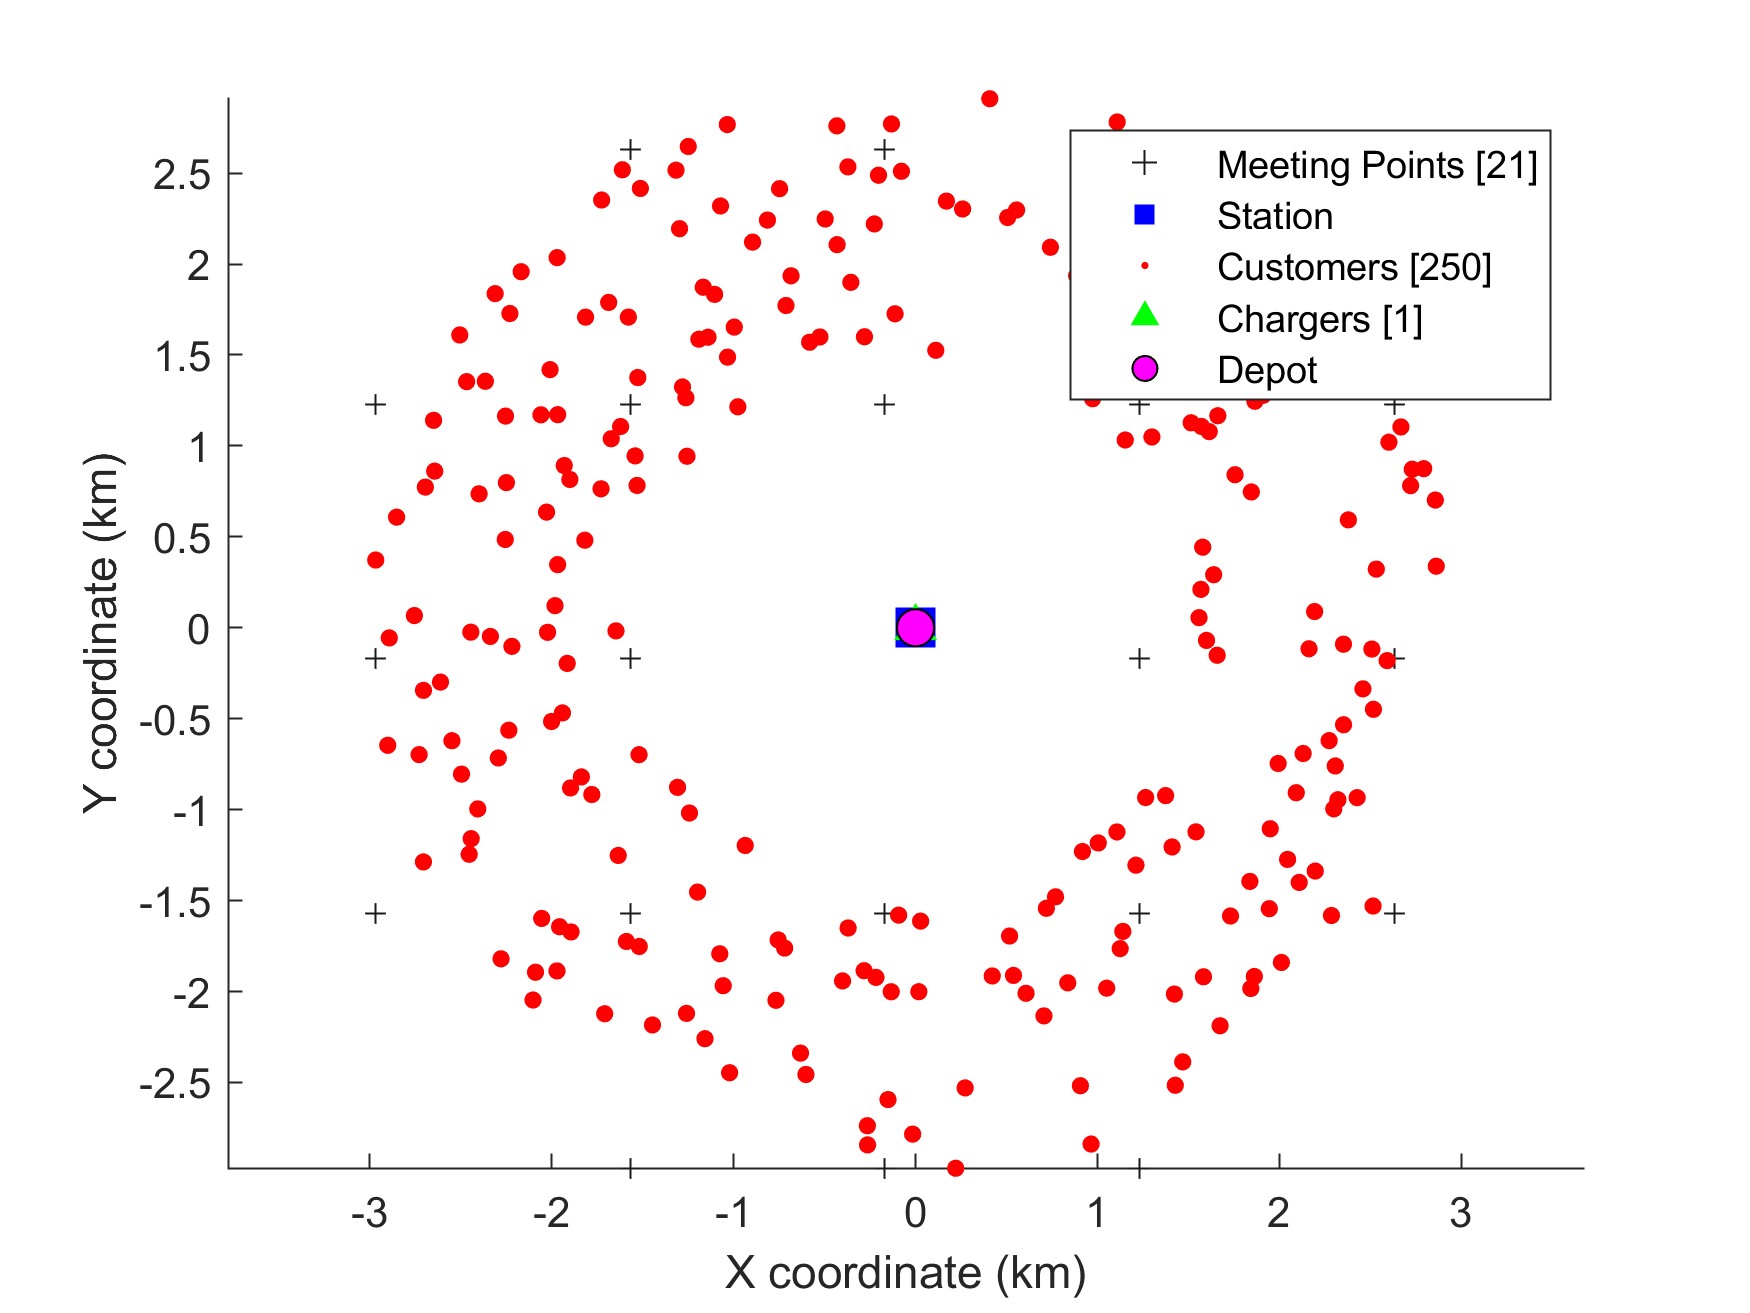 Meeting Points [21]
Station
Customers [250]
Chargers [1]
Depot
2.5
2
1.5
1
0.5
0
-0.5
-1
-1.5
-2
-2.5
Y coordinate (km)
-3 -2 -1 0 1 2 3
X coordinate (km)